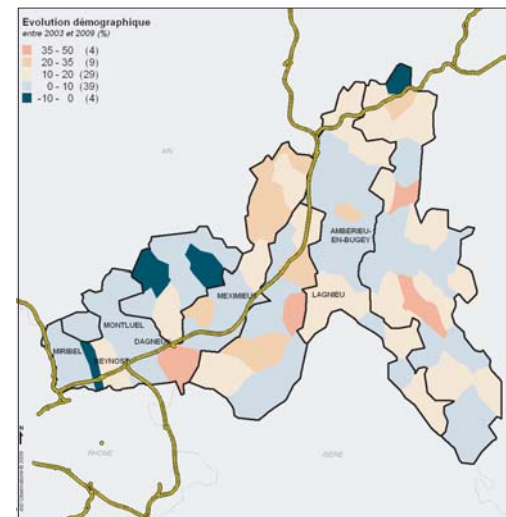 Evolution démographique
entre 2003 et 2009 (%)
35 - 50 (4)
20 - 35 (9)
10 - 20 (29)
0 - 10 (39)
-10 - 0 (4)
AIN
AMBERIEU-
EN-BUGEY
MEXIMIEUX
LAGNIEU
MONTLUEL
DAGNEUX
MIRIBEL
BEYNOST
RHONE
ISERE